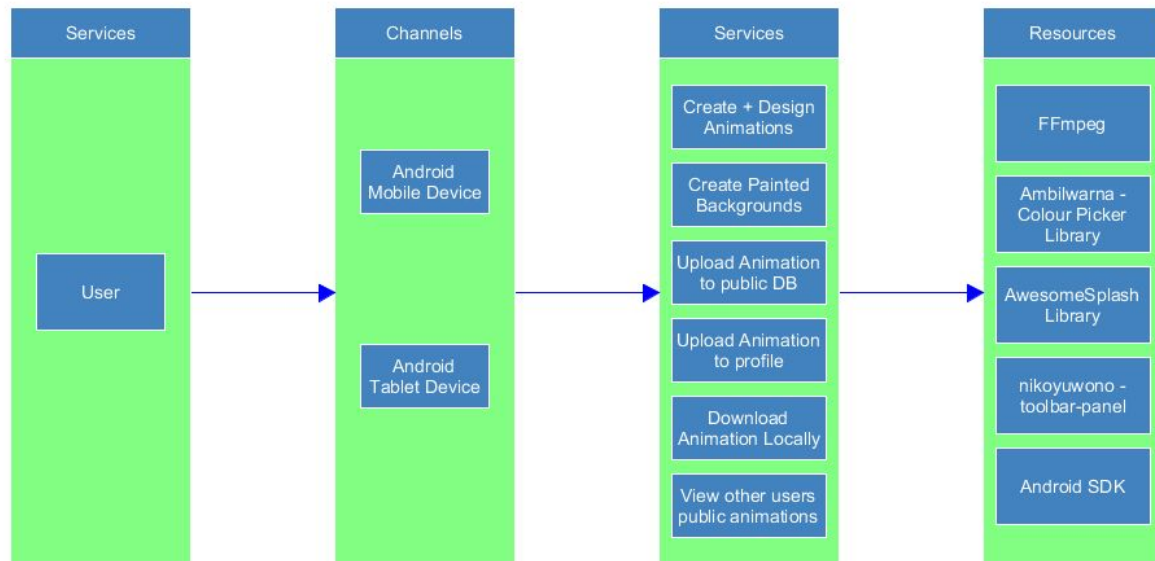 Services
User
Channels
Android
Mobile Device
Android
Tablet Device
Services
Create + Design
Animations
Create Painted
Backgrounds
Upload Animation
to public DB
Upload Animation
to profile
Download
Animation Locally
View other users
public animations
Resources
FFmpeg
Ambilwarna -
Colour Picker
Library
AwesomeSplash
Library
nikoyuwono -
toolbar-panel
Android SDK